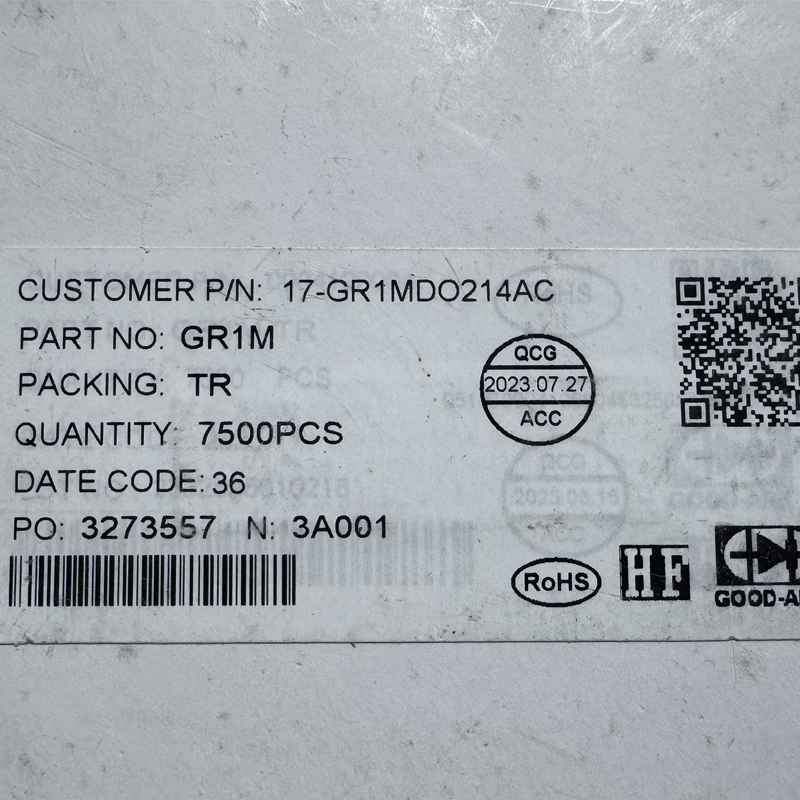 CUSTOMER P/N: 17-GR1MDO214AC
PART NO: GR1M
PACKING: TR
QUANTITY: 7500PCS
DATE CODE: 36
PO: 3273557 N: 3A001
QCG
2023.07.27
ACC
RoHS
HF
GOOD-A